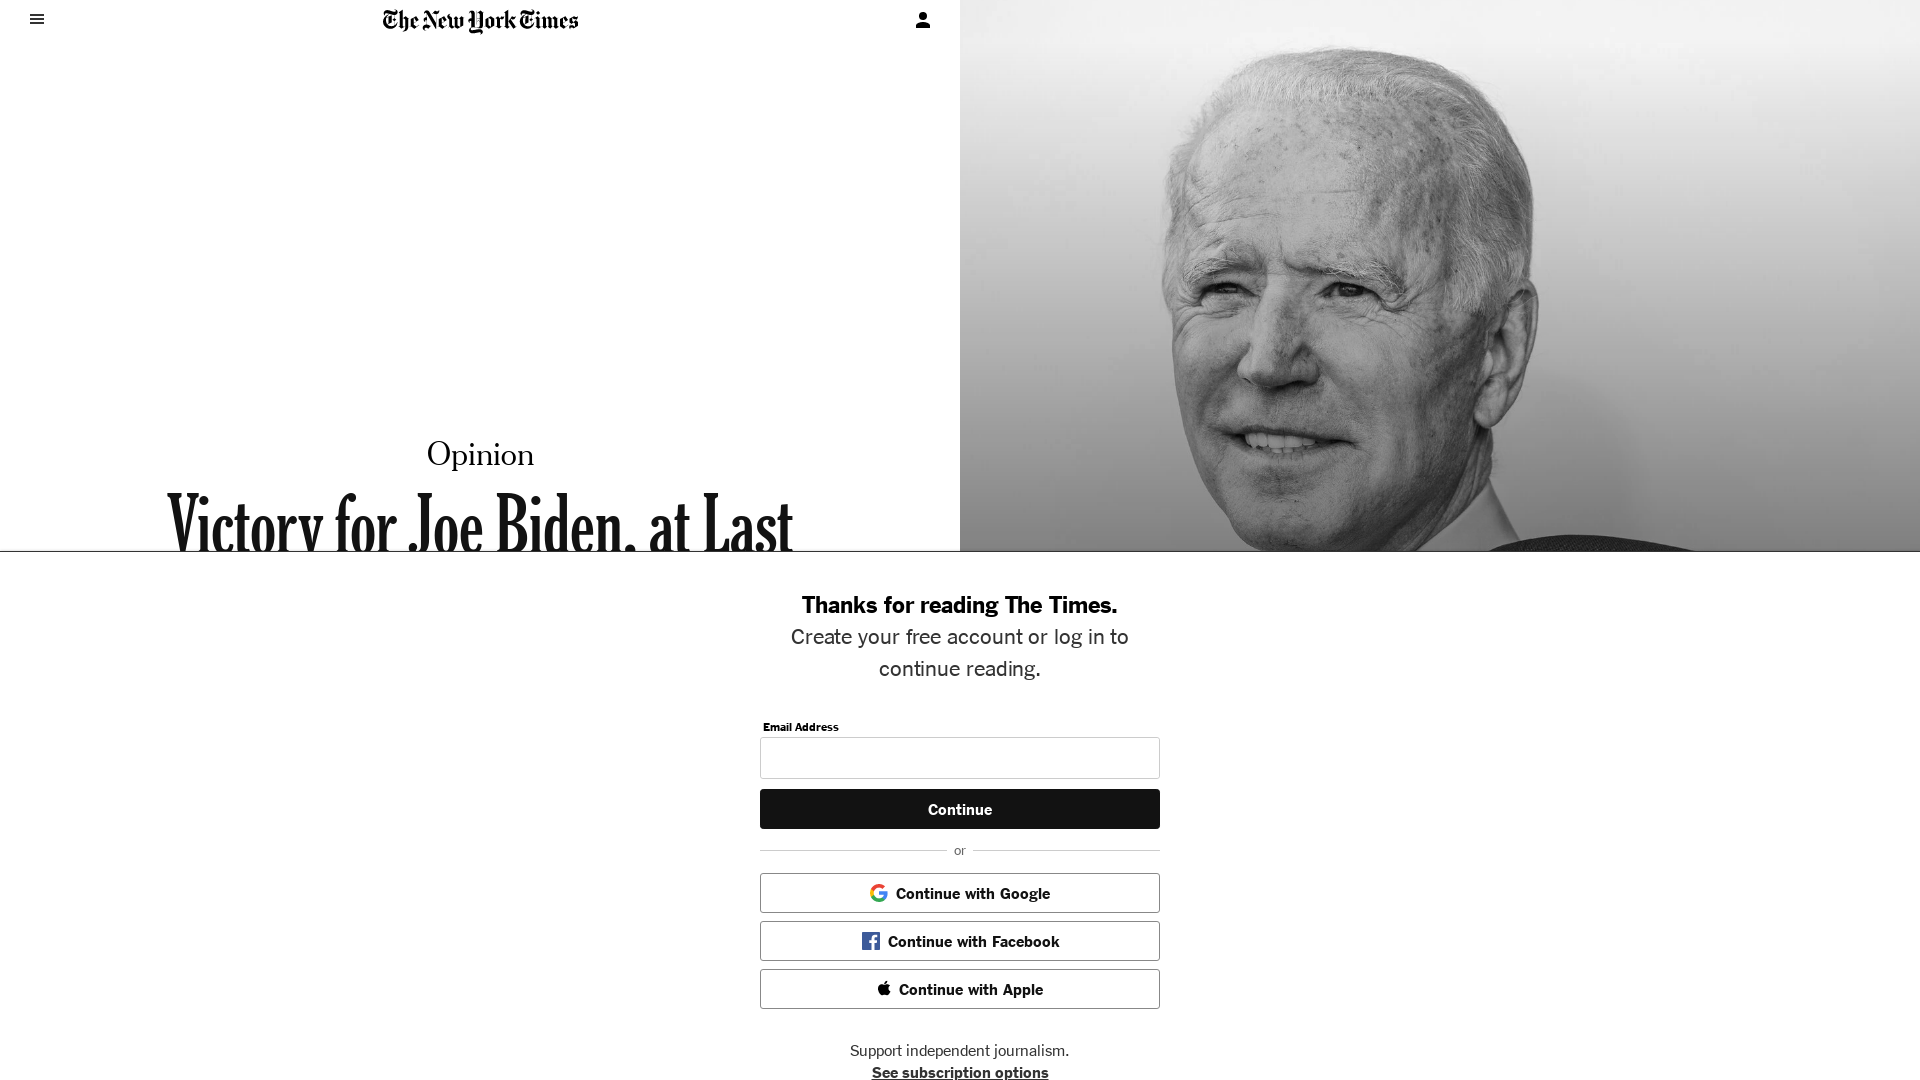 The New York Times
Opinion
Victory for Joe Biden, at Last
Thanks for reading The Times.
Create your free account or log in to
continue reading.
Email Address
Continue
or
Continue with Google
Continue with Facebook
Continue with Apple
Support independent journalism.
See subscription options